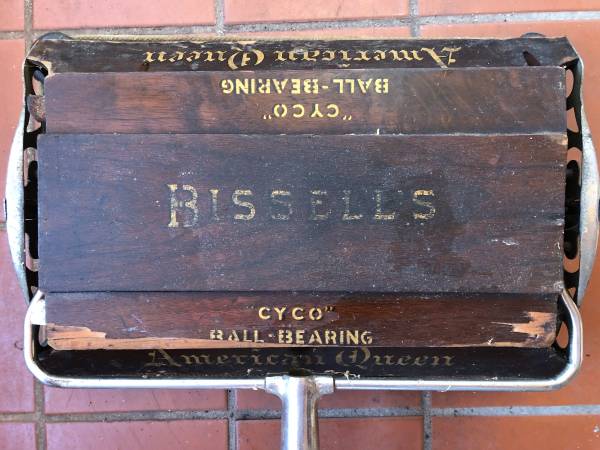 American Queen
BALL-BEARING
"CYCO"
BISSELL'S
"CYCO"
BALL-BEARING
American Queen